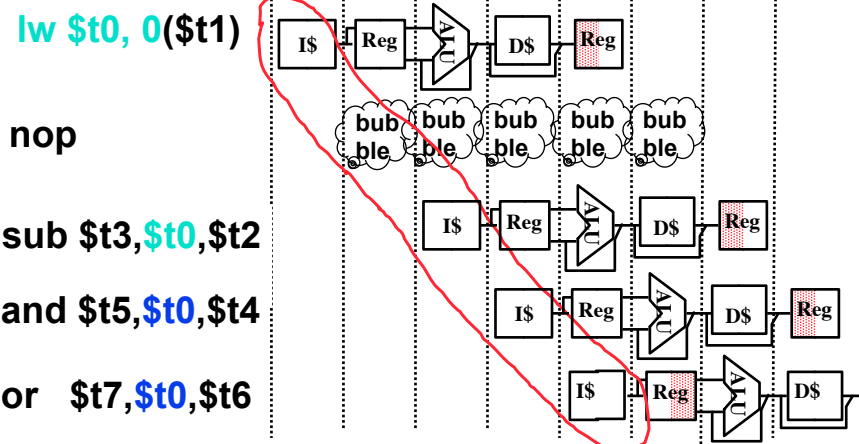 lw $t0, 0($t1) I$ Reg ALU D$ Reg
nop bub ble bub ble bub ble bub ble bub ble
sub $t3,$t0,$t2 I$ Reg ALU D$ Reg
and $t5,$t0,$t4 I$ Reg ALU D$ Reg
or $t7,$t0,$t6 I$ Reg ALU D$